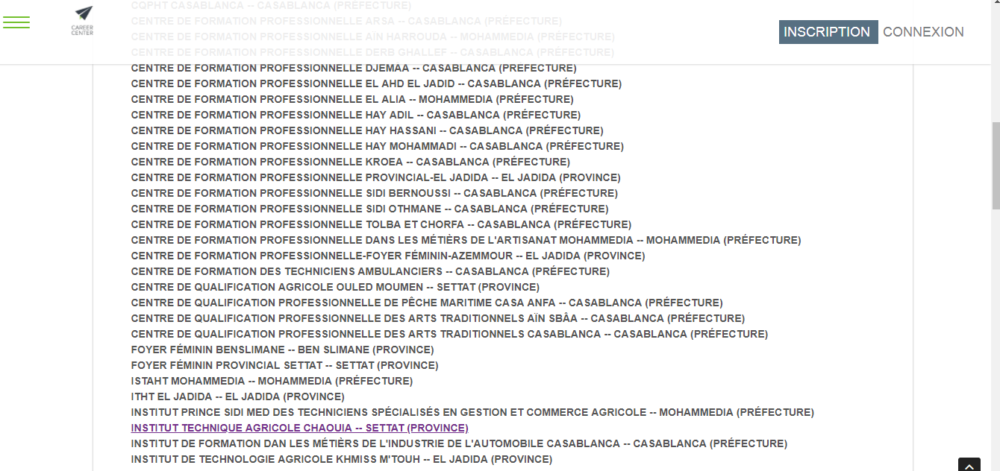 CQPHT CASABLANCA -- CASABLANCA (PRÉFECTURE)
CENTRE DE FORMATION PROFESSIONNELLE ARSA -- CASABLANCA (PRÉFECTURE)
CENTRE DE FORMATION PROFESSIONNELLE AÏN HARROUDA -- MOHAMMEDIA (PRÉFECTURE)
CENTRE DE FORMATION PROFESSIONNELLE DERB GHALLEF -- CASABLANCA (PRÉFECTURE)
CAREER
CENTER
INSCRIPTION CONNEXION
CENTRE DE FORMATION PROFESSIONNELLE DJEMAA -- CASABLANCA (PRÉFECTURE)
CENTRE DE FORMATION PROFESSIONNELLE EL AHD EL JADID -- CASABLANCA (PRÉFECTURE)
CENTRE DE FORMATION PROFESSIONNELLE EL ALIA -- MOHAMMEDIA (PRÉFECTURE)
CENTRE DE FORMATION PROFESSIONNELLE HAY ADIL -- CASABLANCA (PRÉFECTURE)
CENTRE DE FORMATION PROFESSIONNELLE HAY HASSANI -- CASABLANCA (PRÉFECTURE)
CENTRE DE FORMATION PROFESSIONNELLE HAY MOHAMMADI -- CASABLANCA (PRÉFECTURE)
CENTRE DE FORMATION PROFESSIONNELLE KROEA -- CASABLANCA (PRÉFECTURE)
CENTRE DE FORMATION PROFESSIONNELLE PROVINCIAL-EL JADIDA -- EL JADIDA (PROVINCE)
CENTRE DE FORMATION PROFESSIONNELLE SIDI BERNOUSSI -- CASABLANCA (PRÉFECTURE)
CENTRE DE FORMATION PROFESSIONNELLE SIDI OTHMANE -- CASABLANCA (PRÉFECTURE)
CENTRE DE FORMATION PROFESSIONNELLE TOLBA ET CHORFA -- CASABLANCA (PRÉFECTURE)
CENTRE DE FORMATION PROFESSIONNELLE DANS LES MÉTIÈRS DE L'ARTISANAT MOHAMMEDIA -- MOHAMMEDIA (PRÉFECTURE)
CENTRE DE FORMATION PROFESSIONNELLE-FOYER FÉMININ-AZEMMOUR -- EL JADIDA (PROVINCE)
CENTRE DE FORMATION DES TECHNICIENS AMBULANCIERS -- CASABLANCA (PRÉFECTURE)
CENTRE DE QUALIFICATION AGRICOLE OULED MOUMEN -- SETTAT (PROVINCE)
CENTRE DE QUALIFICATION PROFESSIONNELLE DE PÊCHE MARITIME CASA ANFA -- CASABLANCA (PRÉFECTURE)
CENTRE DE QUALIFICATION PROFESSIONNELLE DES ARTS TRADITIONNELS AÏN SBÂA -- CASABLANCA (PRÉFECTURE)
CENTRE DE QUALIFICATION PROFESSIONNELLE DES ARTS TRADITIONNELS CASABLANCA -- CASABLANCA (PRÉFECTURE)
FOYER FÉMININ BENSLIMANE -- BEN SLIMANE (PROVINCE)
FOYER FÉMININ PROVINCIAL SETTAT -- SETTAT (PROVINCE)
ISTAHT MOHAMMEDIA -- MOHAMMEDIA (PRÉFECTURE)
ITHT EL JADIDA -- EL JADIDA (PROVINCE)
INSTITUT PRINCE SIDI MED DES TECHNICIENS SPÉCIALISÉS EN GESTION ET COMMERCE AGRICOLE -- MOHAMMEDIA (PRÉFECTURE)
INSTITUT TECHNIQUE AGRICOLE CHAOUIA -- SETTAT (PROVINCE)
INSTITUT DE FORMATION DAN LES MÉTIÈRS DE L'INDUSTRIE DE L'AUTOMOBILE CASABLANCA -- CASABLANCA (PRÉFECTURE)
INSTITUT DE TECHNOLOGIE AGRICOLE KHMISS M'TOUH -- EL JADIDA (PROVINCE)